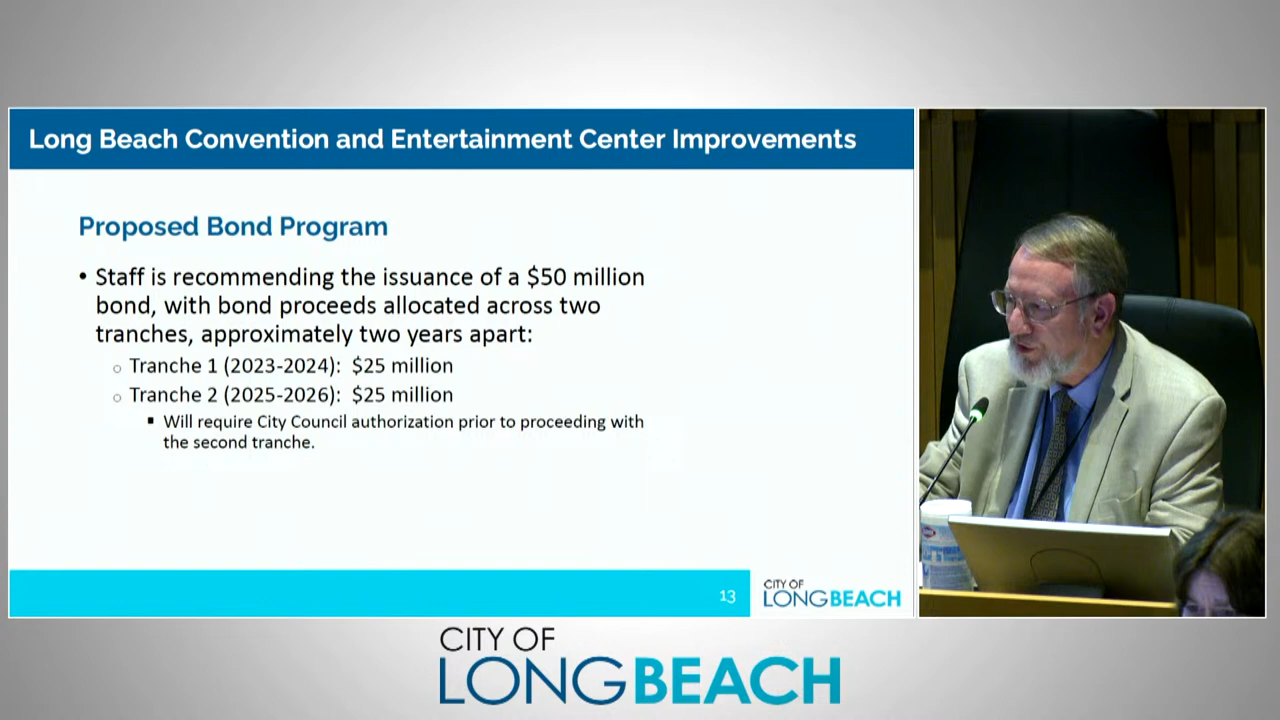 Long Beach Convention and Entertainment Center Improvements
Proposed Bond Program
• Staff is recommending the issuance of a $50 million
bond, with bond proceeds allocated across two
tranches, approximately two years apart:
○ Tranche 1 (2023-2024): $25 million
○ Tranche 2 (2025-2026): $25 million
▪ Will require City Council authorization prior to proceeding with
the second tranche.
13
CITY OF
LONGBEACH
CITY OF
LONGBEACH